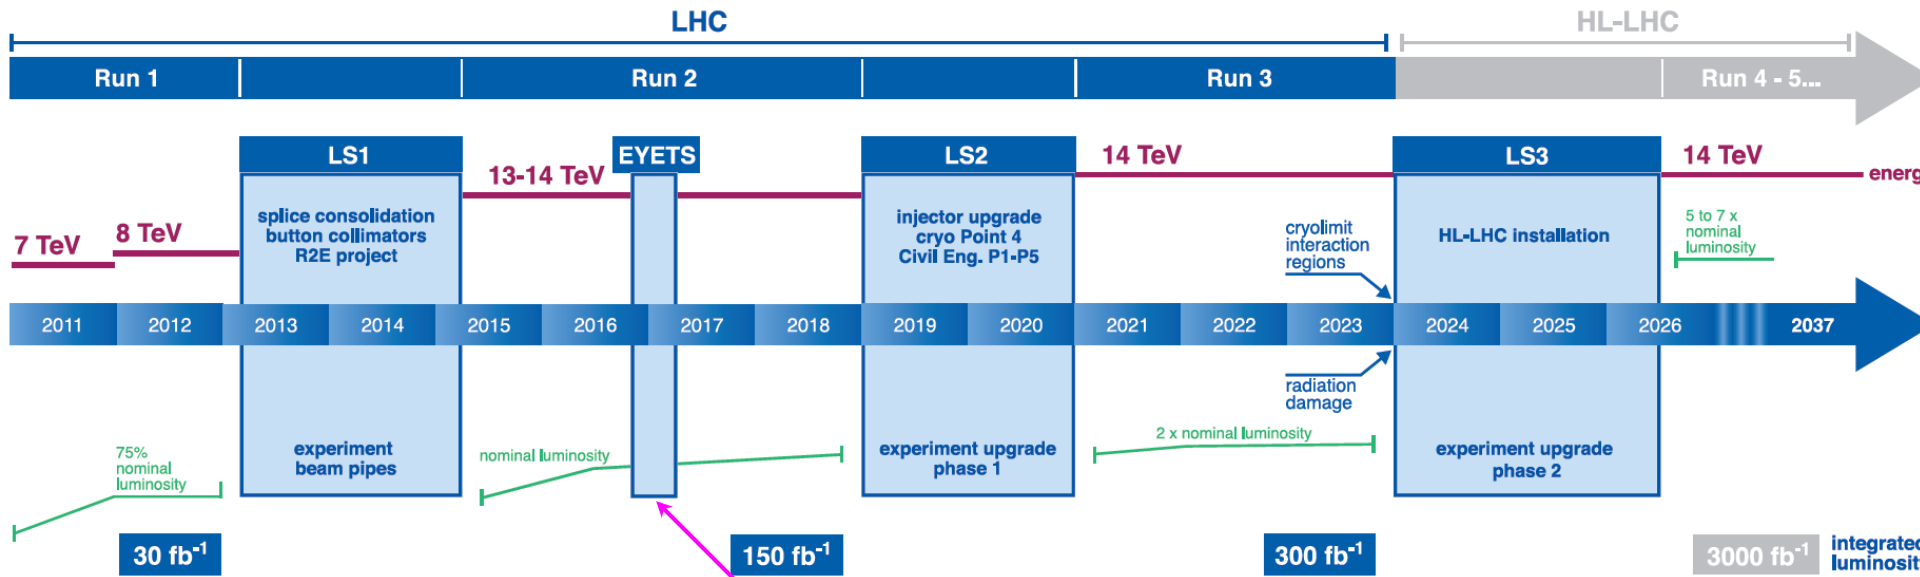 LHC
HL-LHC
Run 1
Run 2
Run 3
Run 4 - 5...
LS1
EYETS
LS2
LS3
7 TeV
8 TeV
13-14 TeV
14 TeV
14 TeV
energ
splice consolidation
button collimators
R2E project
injector upgrade
cryo Point 4
Civil Eng. P1-P5
cryolimit
interaction
regions
HL-LHC installation
5 to 7 x
nominal
luminosity
2011
2012
2013
2014
2015
2016
2017
2018
2019
2020
2021
2022
2023
2024
2025
2026
2037
radiation
damage
75%
nominal
luminosity
experiment
beam pipes
nominal luminosity
experiment upgrade
phase 1
2 x nominal luminosity
experiment upgrade
phase 2
30 fb⁻¹
150 fb⁻¹
300 fb⁻¹
3000 fb⁻¹
integrated
luminosit